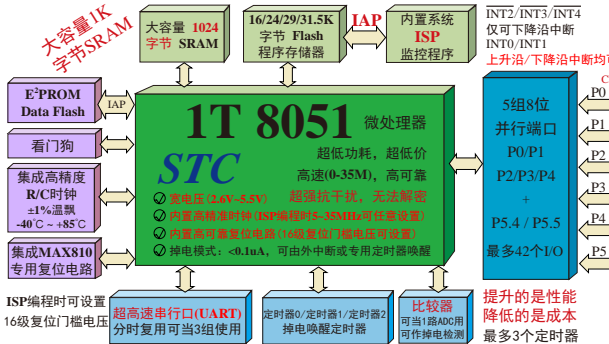 大容量1K
字节SRAM
大容量 1024
字节 SRAM
16/24/29/31.5K
字节 Flash
程序存储器
IAP
内置系统
ISP
监控程序
INT2/INT3/INT4
仅可下降沿中断
INT0/INT1
上升沿/下降沿中断均可
E²PROM
Data Flash
IAP
看门狗
集成高精度
R/C时钟
±1%温飘
-40℃ ~ +85℃
集成MAX810
专用复位电路
1T 8051 微处理器
STC
超低功耗，超低价
高速(0-35M)，高可靠
超强抗干扰，无法解密
宽电压(2.6V~5.5V)
内置高精准时钟(ISP编程时5~35MHz可任意设置)
内置高可靠复位电路(16级复位门槛电压可设置)
掉电模式：<0.1uA，可由外中断或专用定时器唤醒
5组8位
并行端口
P0/P1
P2/P3/P4
+
P5.4 / P5.5
最多42个I/O
C
P0
P1
P2
P3
P4
P5
ISP编程时可设置
16级复位门槛电压
超高速串行口(UART)
分时复用可当3组使用
定时器0/定时器1/定时器2
掉电唤醒定时器
比较器
可当1路ADC用
可作掉电检测
提升的是性能
降低的是成本
最多3个定时器